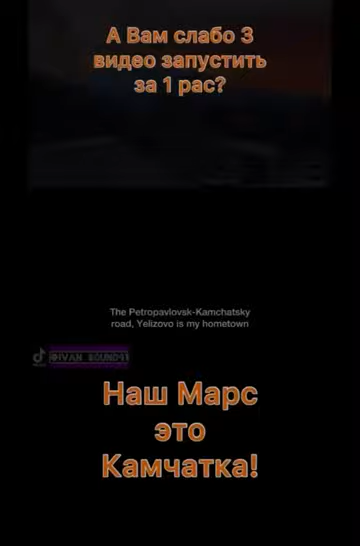 А Вам слабо 3
видео запустить
за 1 рас?
The Petropavlovsk-Kamchatsky
road, Yelizovo is my hometown
@IVAN_SOUND41
Наш Марс
это
Камчатка!